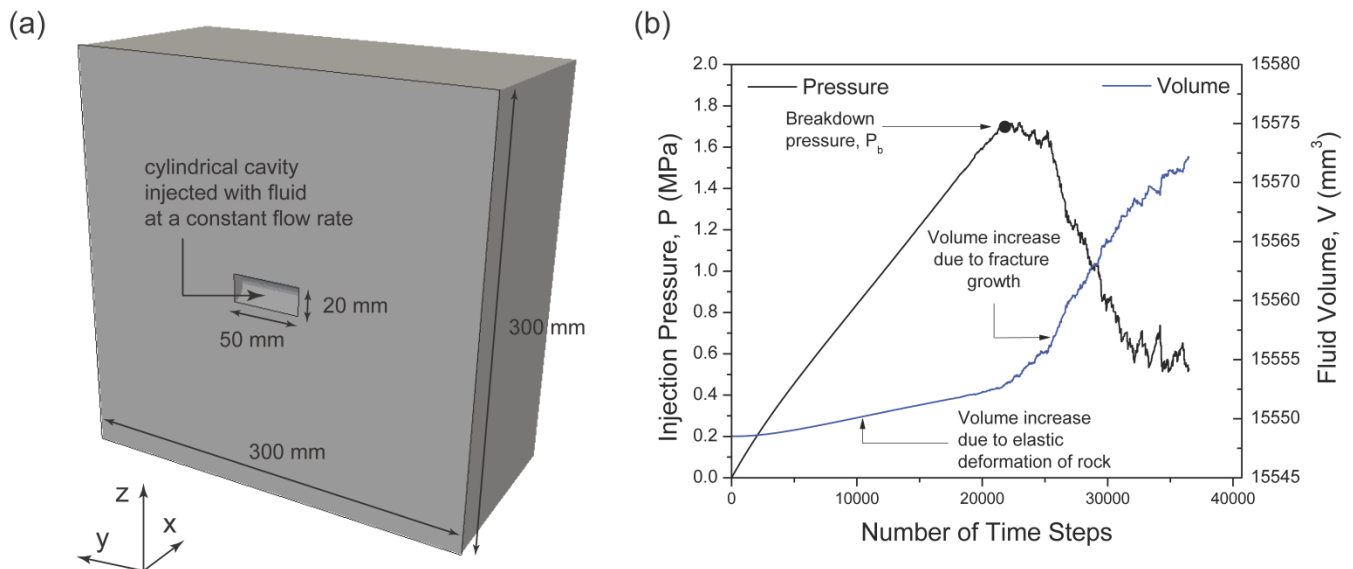 (a)
cylindrical cavity
injected with fluid
at a constant flow rate
20 mm
50 mm
300 mm
300 mm
z
x
y
(b)
Pressure
Volume
Breakdown
pressure, P_b
Volume increase
due to fracture
growth
Volume increase
due to elastic
deformation of rock
Injection Pressure, P (MPa)
2.0
1.8
1.6
1.4
1.2
1.0
0.8
0.6
0.4
0.2
0.0
0
10000
20000
30000
40000
Number of Time Steps
15580
15575
15570
15565
15560
15555
15550
15545
Fluid Volume, V (mm³)